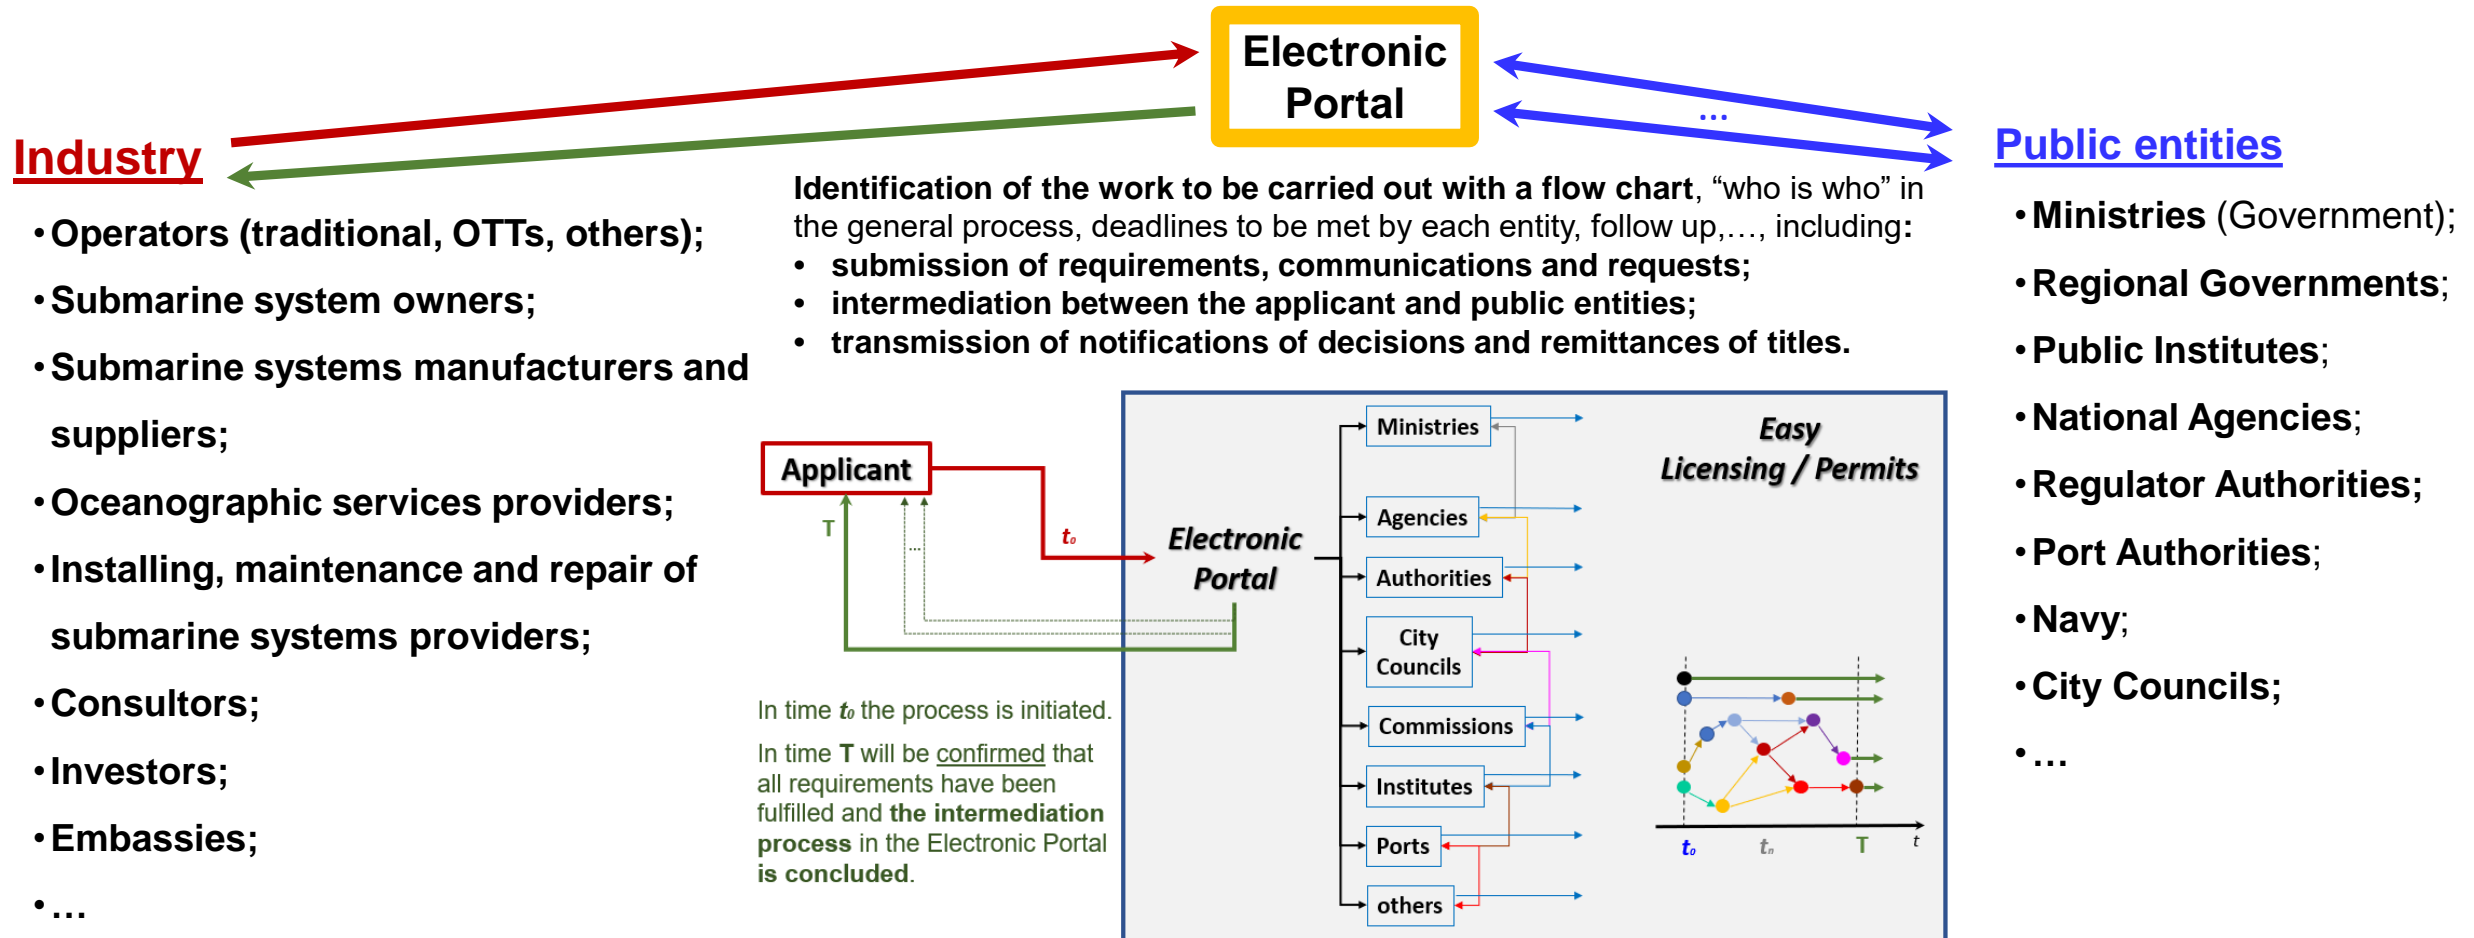 Electronic
Portal
...
Industry
•Operators (traditional, OTTs, others);
•Submarine system owners;
•Submarine systems manufacturers and
suppliers;
•Oceanographic services providers;
•Installing, maintenance and repair of
submarine systems providers;
•Consultors;
•Investors;
•Embassies;
•…
Identification of the work to be carried out with a flow chart, “who is who” in
the general process, deadlines to be met by each entity, follow up,…, including:
• submission of requirements, communications and requests;
• intermediation between the applicant and public entities;
• transmission of notifications of decisions and remittances of titles.
Public entities
•Ministries (Government);
•Regional Governments;
•Public Institutes;
•National Agencies;
•Regulator Authorities;
•Port Authorities;
•Navy;
•City Councils;
•…
Applicant
T
...
t0
Electronic
Portal
In time t0 the process is initiated.
In time T will be confirmed that
all requirements have been
fulfilled and the intermediation
process in the Electronic Portal
is concluded.
Ministries
Agencies
Authorities
City
Councils
Commissions
Institutes
Ports
others
Easy
Licensing / Permits
t0
tn
T
t